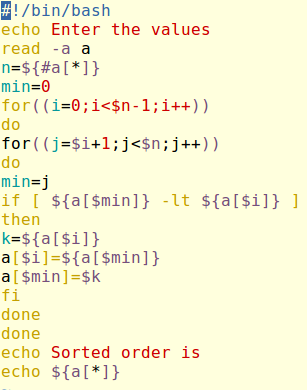 #!/bin/bash
echo Enter the values
read -a a
n=${#a[*]}
min=0
for((i=0;i<$n-1;i++))
do
for((j=$i+1;j<$n;j++))
do
min=j
if [ ${a[$min]} -lt ${a[$i]} ]
then
k=${a[$i]}
a[$i]=${a[$min]}
a[$min]=$k
fi
done
done
echo Sorted order is
echo ${a[*]}
~